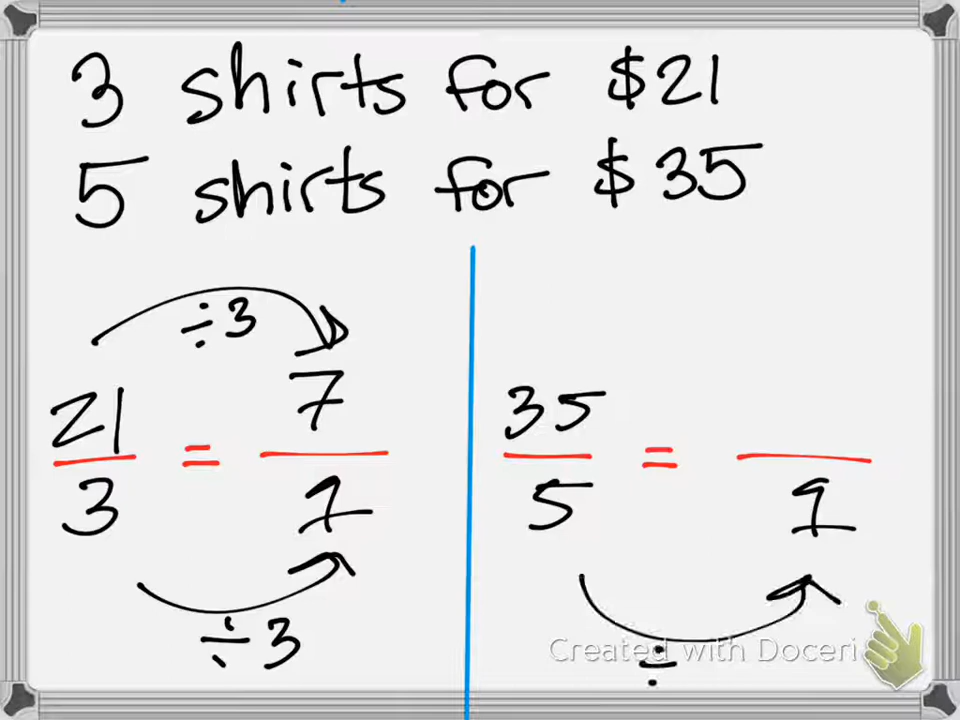 3 shirts for $21
5 shirts for $35
÷3
21 = 7
3 1
÷3
35 =
5 1
÷
Created with Doceri